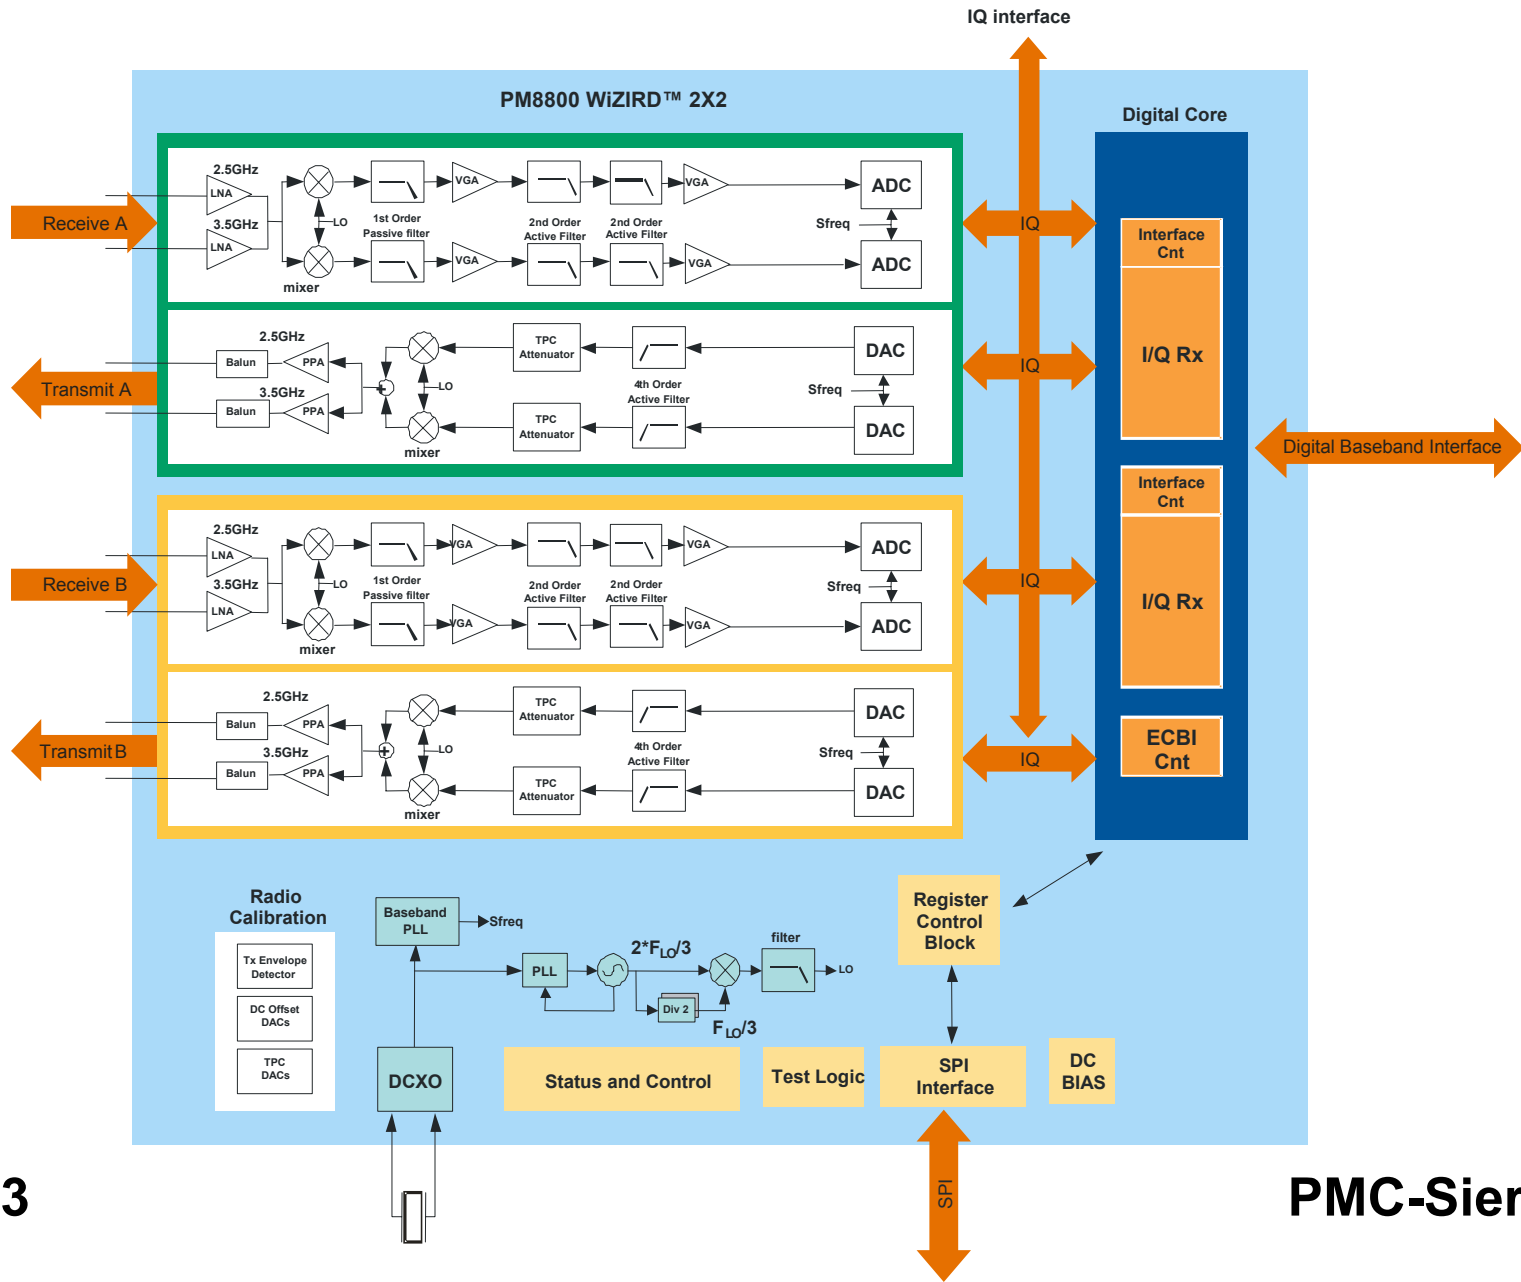 IQ interface
PM8800 WiZIRD™ 2X2
Digital Core
Receive A
2.5GHz
LNA
3.5GHz
LNA
LO
mixer
1st Order
Passive filter
VGA
VGA
2nd Order
Active Filter
2nd Order
Active Filter
VGA
VGA
ADC
Sfreq
ADC
IQ
Transmit A
2.5GHz
Balun
PPA
3.5GHz
Balun
PPA
+
LO
mixer
TPC
Attenuator
TPC
Attenuator
4th Order
Active Filter
DAC
Sfreq
DAC
IQ
Interface
Cnt
I/Q Rx
Digital Baseband Interface
Receive B
2.5GHz
LNA
3.5GHz
LNA
LO
mixer
1st Order
Passive filter
VGA
VGA
2nd Order
Active Filter
2nd Order
Active Filter
VGA
VGA
ADC
Sfreq
ADC
IQ
Interface
Cnt
I/Q Rx
Transmit B
2.5GHz
Balun
PPA
3.5GHz
Balun
PPA
+
LO
mixer
TPC
Attenuator
TPC
Attenuator
4th Order
Active Filter
DAC
Sfreq
DAC
IQ
ECBI
Cnt
Radio
Calibration
Tx Envelope
Detector
DC Offset
DACs
TPC
DACs
Baseband
PLL
Sfreq
PLL
2*FLO/3
Div 2
FLO/3
filter
LO
DCXO
Register
Control
Block
Status and Control
Test Logic
SPI
Interface
DC
BIAS
SPI
3
PMC-Sier